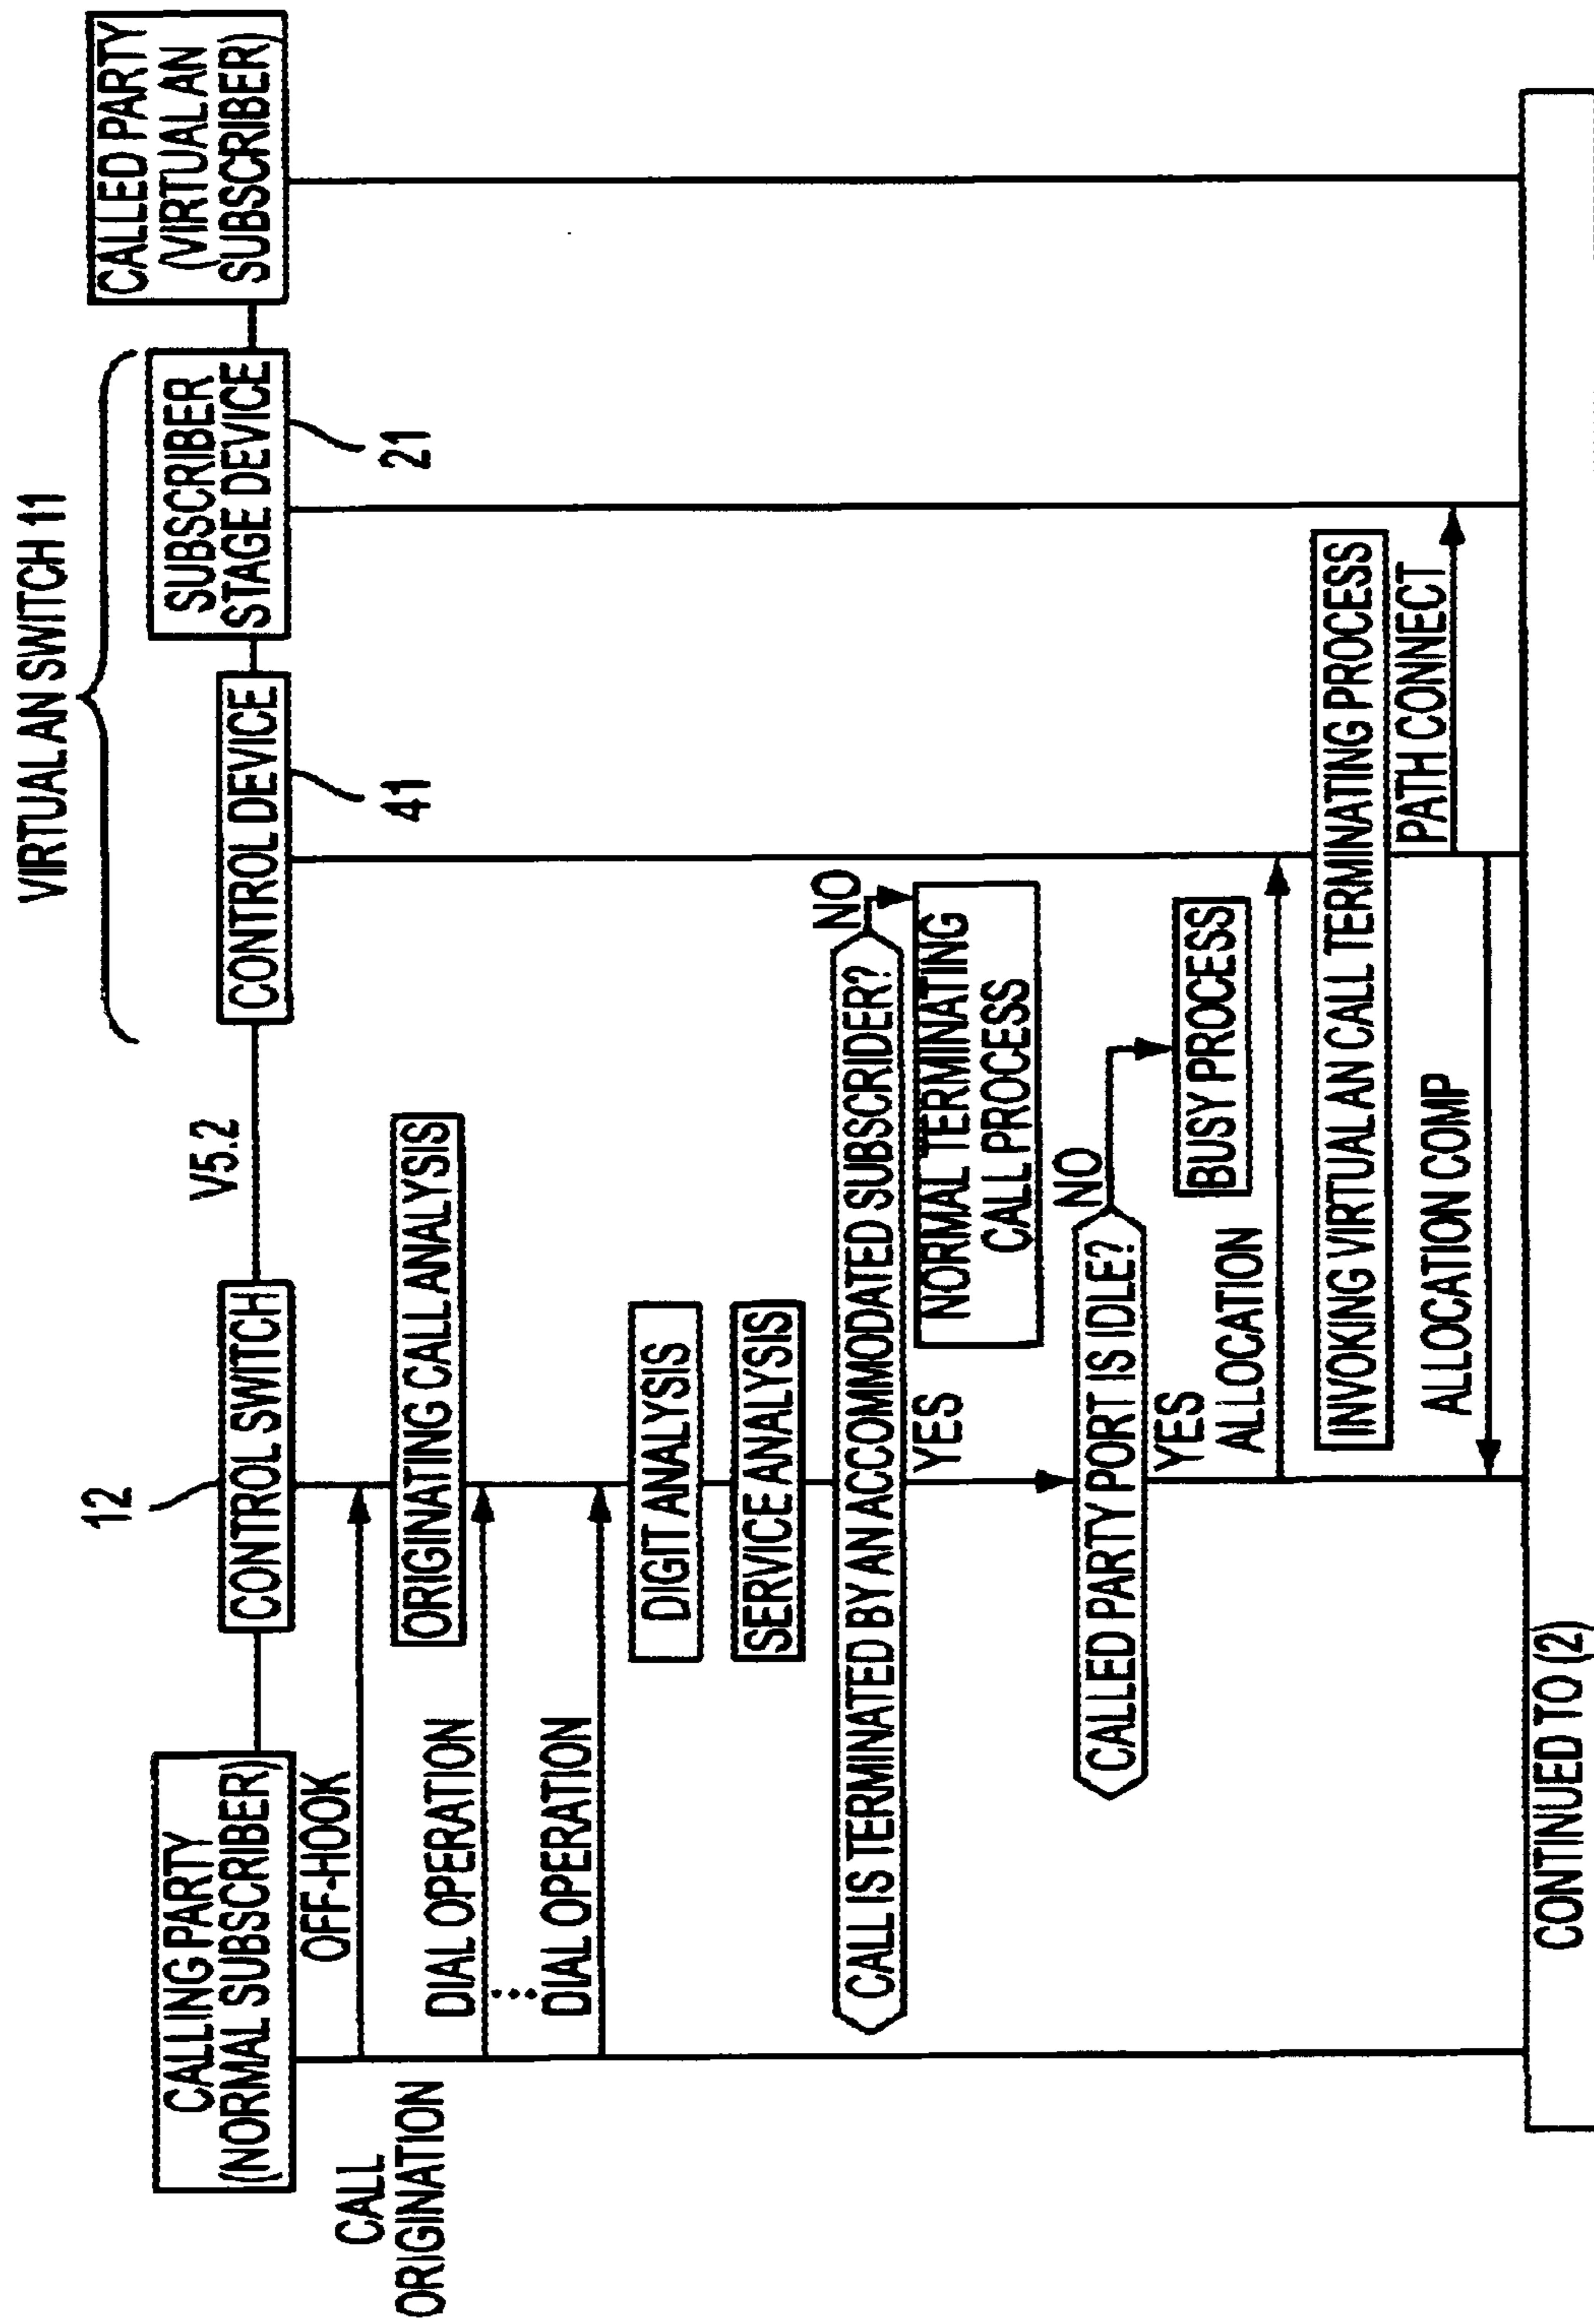 VIRTUAL AN SWITCH 11
CALLING PARTY
(NORMAL SUBSCRIBER)
12
CONTROL SWITCH
V5.2
CONTROL DEVICE
41
SUBSCRIBER
STAGE DEVICE
21
CALLED PARTY
(VIRTUAL AN
SUBSCRIBER)
CALL
ORIGINATION
OFF-HOOK
ORIGINATING CALL ANALYSIS
DIAL OPERATION
DIAL OPERATION
DIGIT ANALYSIS
SERVICE ANALYSIS
CALL IS TERMINATED BY AN ACCOMMODATED SUBSCRIDER?
NO
YES
NORMAL TERMINATING
CALL PROCESS
CALLED PARTY PORT IS IDLE?
NO
YES
BUSY PROCESS
ALLOCATION
INVOKING VIRTUAL AN CALL TERMINATING PROCESS
PATH CONNECT
ALLOCATION COMP
CONTINUED TO (2)